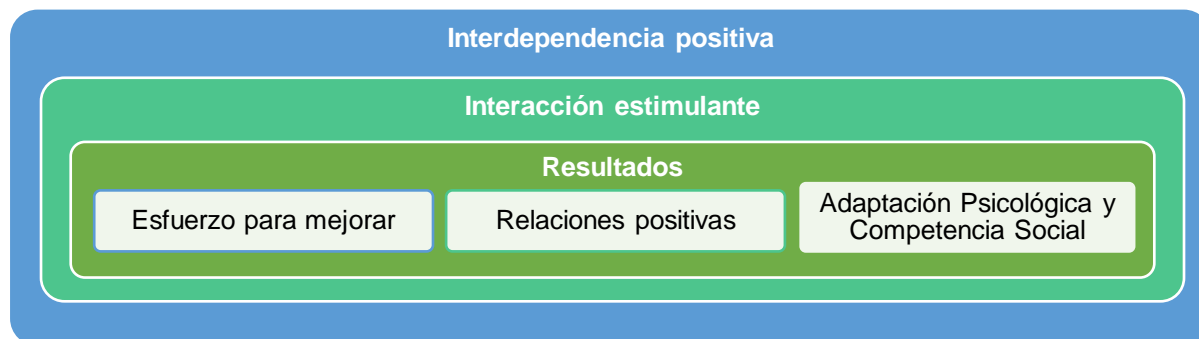 Interdependencia positiva
Interacción estimulante
Resultados
Esfuerzo para mejorar
Relaciones positivas
Adaptación Psicológica y
Competencia Social